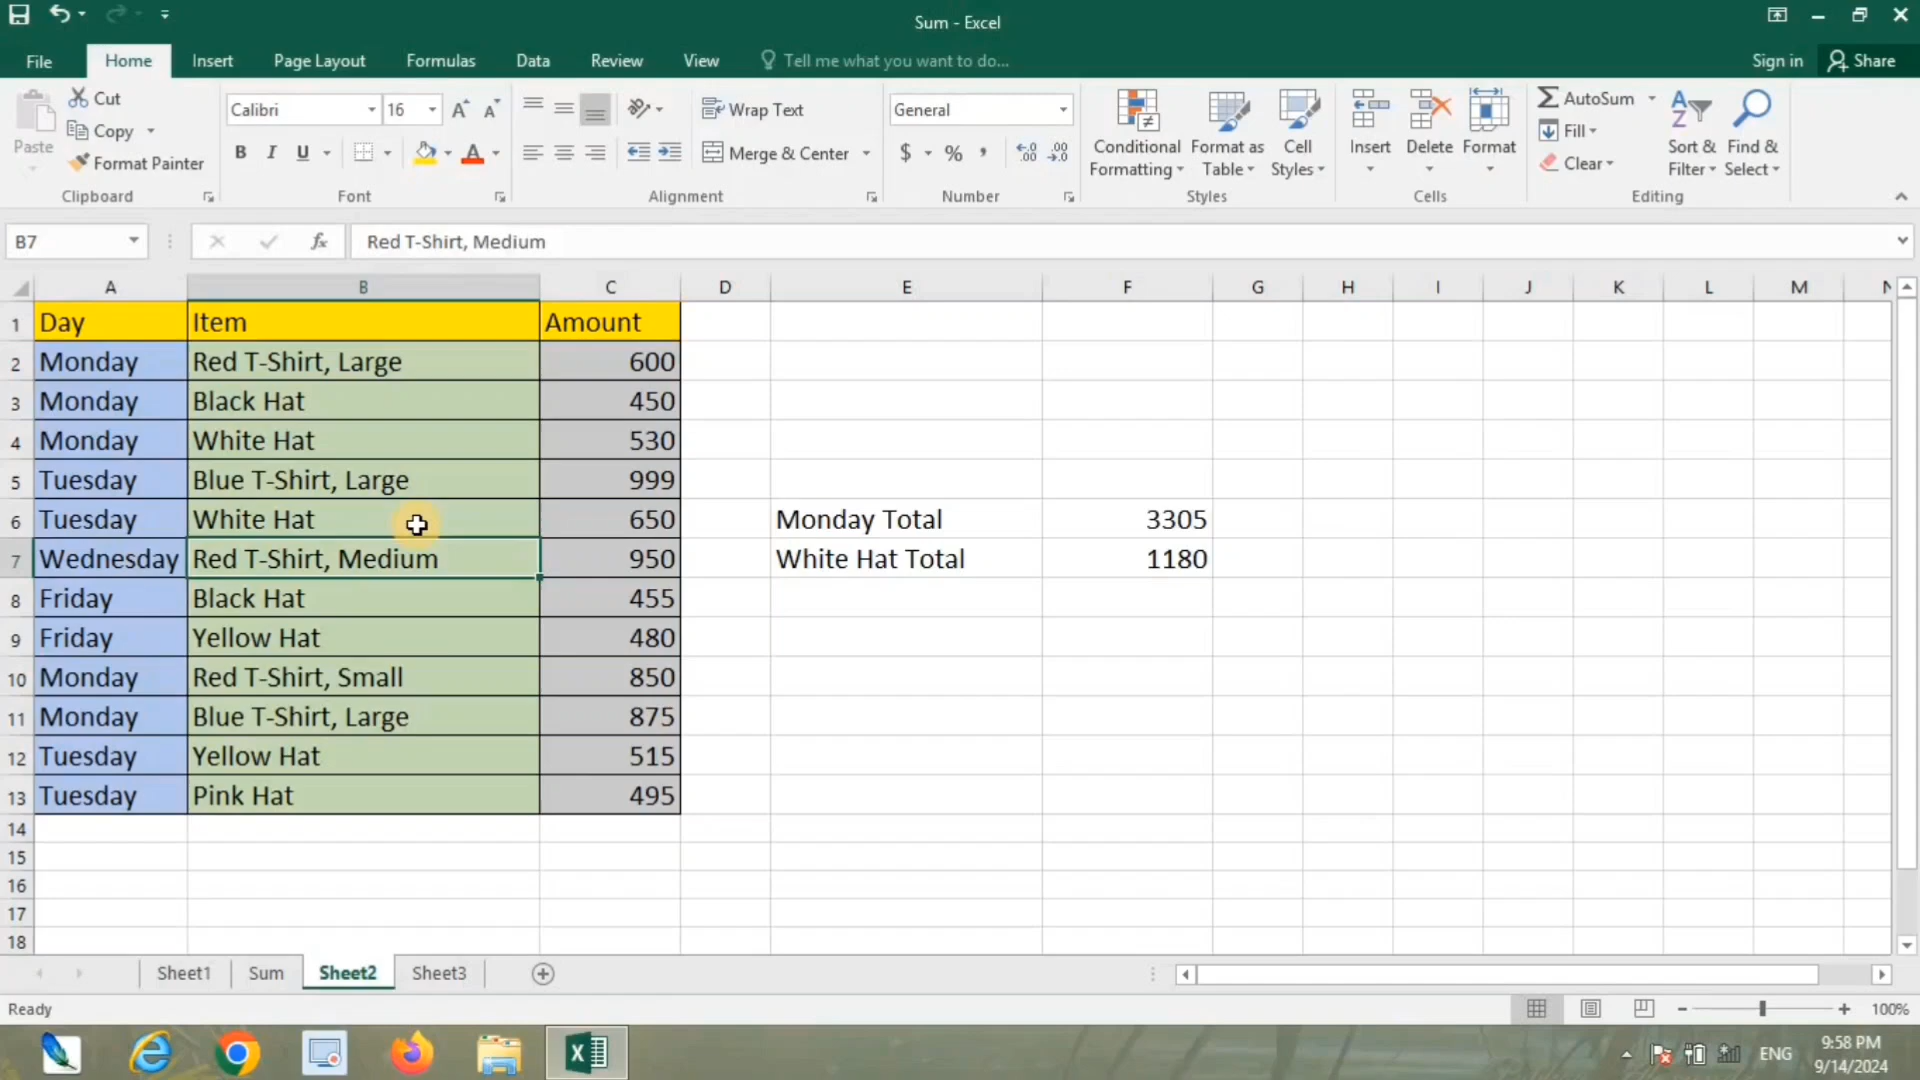 Sum - Excel
File Home Insert Page Layout Formulas Data Review View Tell me what you want to do... Sign in Share
Paste Cut Copy Format Painter
Clipboard
Calibri 16
B I U A
Font
Wrap Text
Merge & Center
Alignment
General
$ % ,
Number
Conditional Formatting Format as Table Cell Styles
Styles
Insert Delete Format
Cells
AutoSum Fill Clear Sort & Filter Find & Select
Editing
B7 fx Red T-Shirt, Medium
A B C D E F G H I J K L M N
1 Day Item Amount
2 Monday Red T-Shirt, Large 600
3 Monday Black Hat 450
4 Monday White Hat 530
5 Tuesday Blue T-Shirt, Large 999
6 Tuesday White Hat 650 Monday Total 3305
7 Wednesday Red T-Shirt, Medium 950 White Hat Total 1180
8 Friday Black Hat 455
9 Friday Yellow Hat 480
10 Monday Red T-Shirt, Small 850
11 Monday Blue T-Shirt, Large 875
12 Tuesday Yellow Hat 515
13 Tuesday Pink Hat 495
14
15
16
17
18
Sheet1 Sum Sheet2 Sheet3
Ready 100%
ENG 9:58 PM
9/14/2024